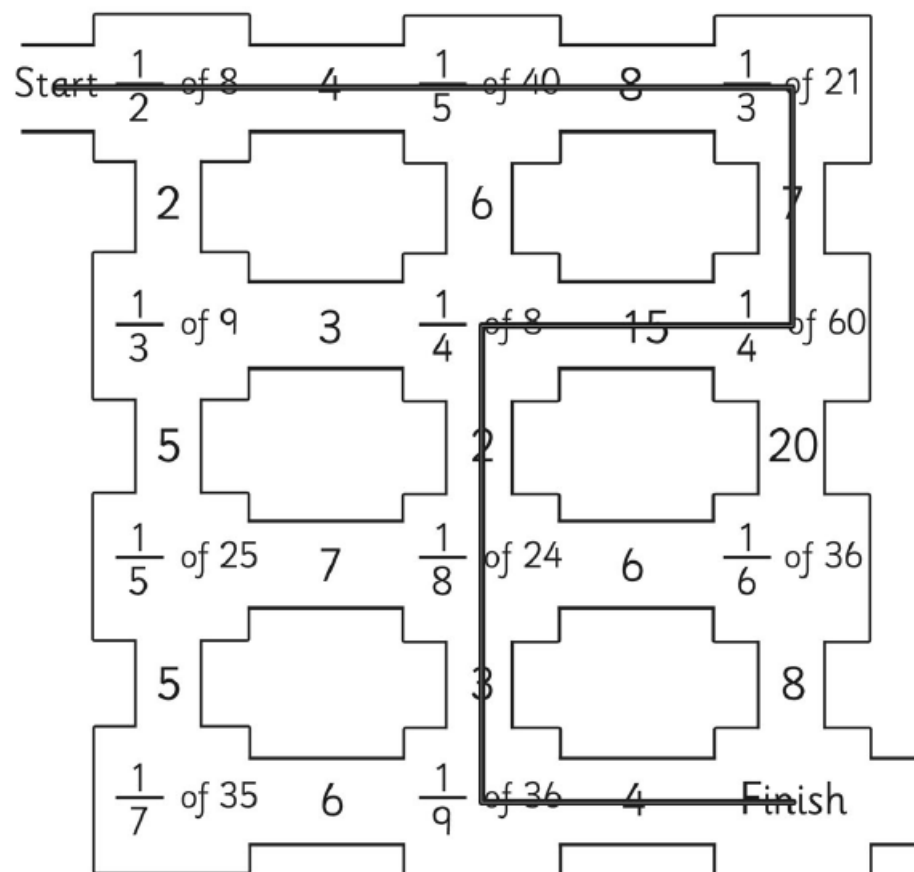 Start 1/2 of 8 4 1/5 of 40 8 1/3 of 21
2 6 7
1/3 of 9 3 1/4 of 8 15 1/4 of 60
5 2 20
1/5 of 25 7 1/8 of 24 6 1/6 of 36
5 3 8
1/7 of 35 6 1/9 of 36 4 Finish